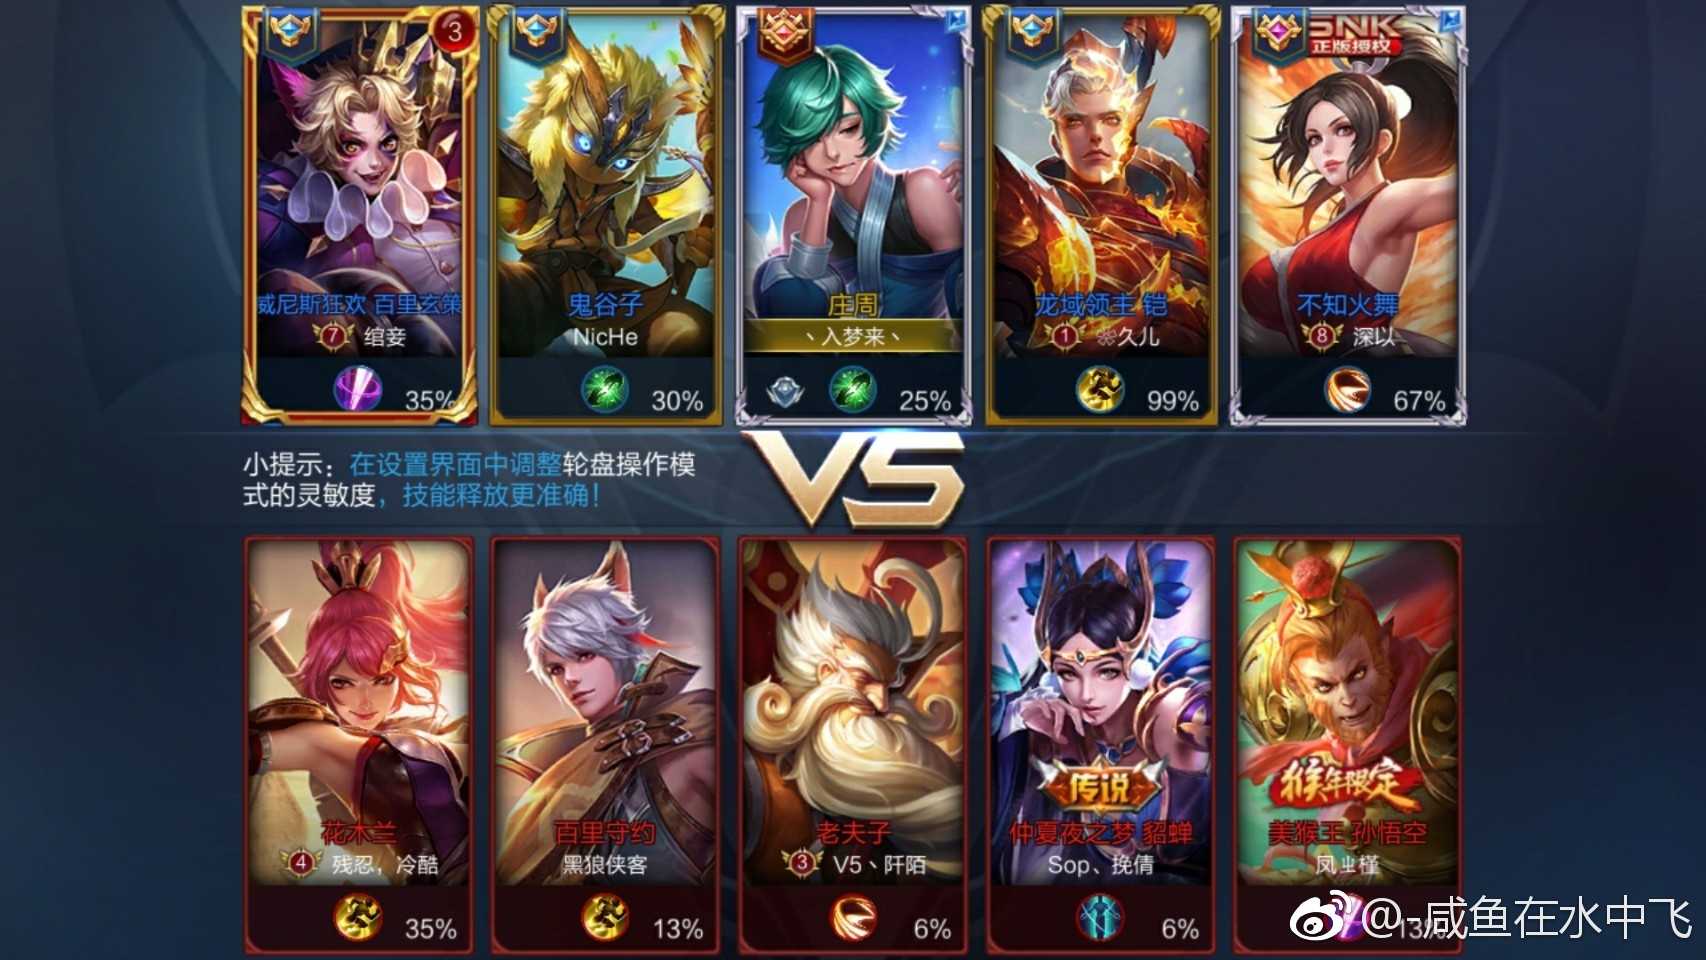 3
SNK
正版授权
威尼斯狂欢 百里玄策
7 绾妾
35%
鬼谷子
NicHe
30%
庄周
丶入梦来丶
25%
龙域领主 铠
1 ❀久儿
99%
不知火舞
8 深以
67%
小提示：在设置界面中调整轮盘操作模
式的灵敏度，技能释放更准确！
VS
花木兰
4 残忍，冷酷
35%
百里守约
黑狼侠客
13%
老夫子
3 V5丶阡陌
6%
传说
仲夏夜之梦 貂蝉
Sop、挽倩
6%
猴年限定
美猴王 孙悟空
凤ㄓ槿
13%
@-咸鱼在水中飞